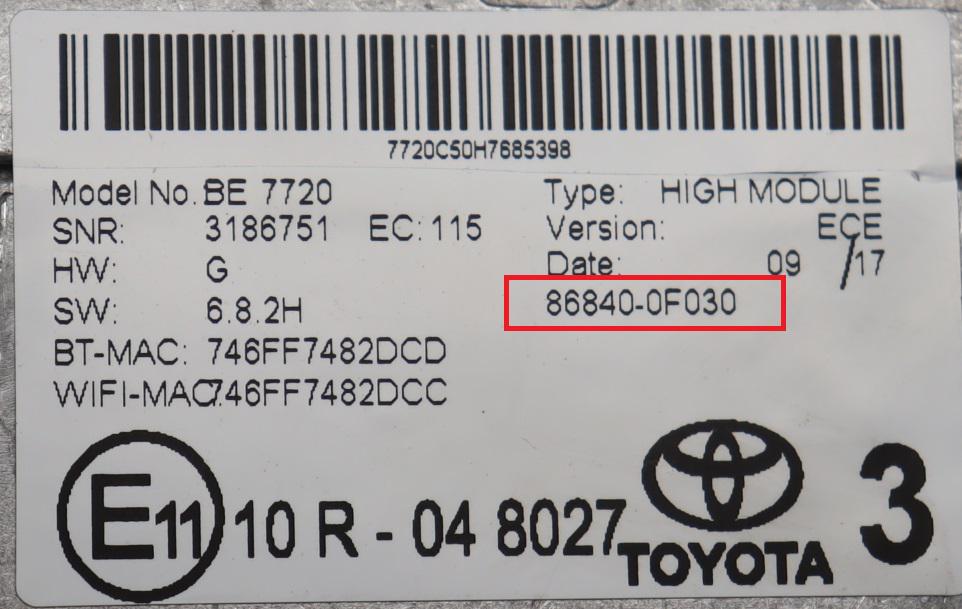 7720C50H7685398
Model No. BE 7720
Type: HIGH MODULE
SNR: 3186751 EC: 115
Version: ECE
HW: G
Date: 09 /17
SW: 6.8.2H
86840-0F030
BT-MAC: 746FF7482DCD
WIFI-MAC: 746FF7482DCC
E11 10 R - 04 8027
TOYOTA
3